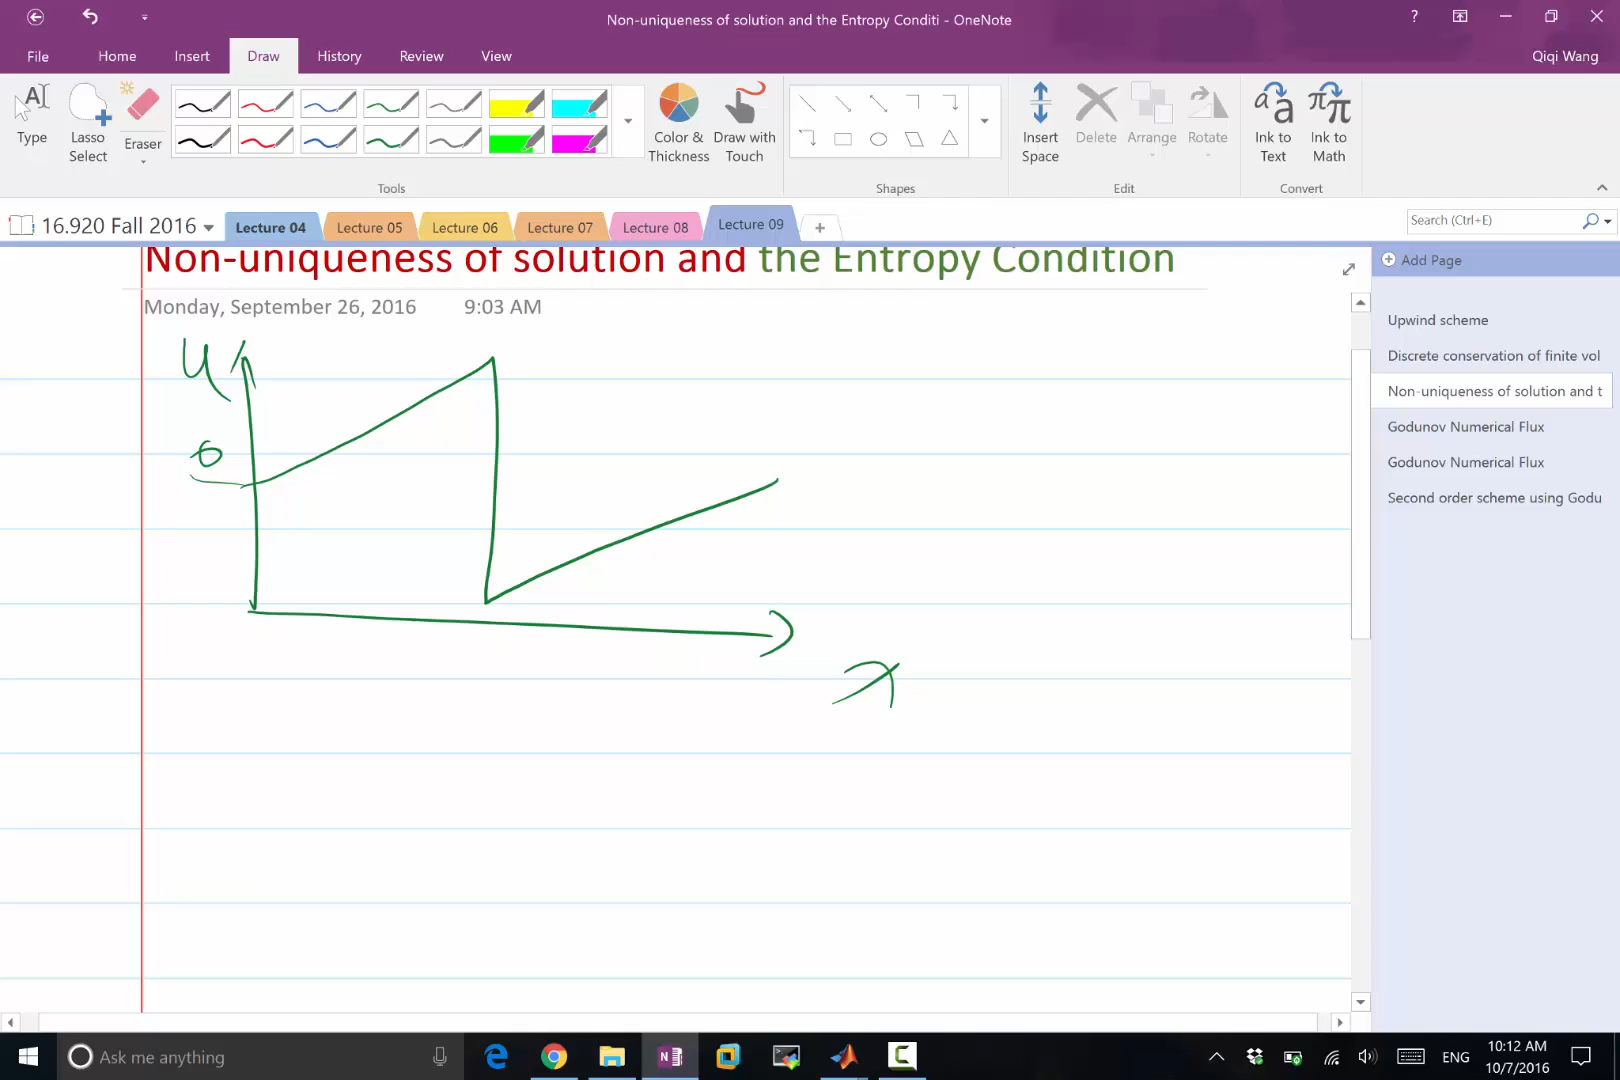 Non-uniqueness of solution and the Entropy Conditi - OneNote
?
File
Home
Insert
Draw
History
Review
View
Qiqi Wang
Type
Lasso
Select
Eraser
Color &
Thickness
Draw with
Touch
Insert
Space
Delete
Arrange
Rotate
Ink to
Text
Ink to
Math
Tools
Shapes
Edit
Convert
16.920 Fall 2016
Lecture 04
Lecture 05
Lecture 06
Lecture 07
Lecture 08
Lecture 09
Search (Ctrl+E)
Non-uniqueness of solution and the Entropy Condition
Monday, September 26, 2016 9:03 AM
u
0
x
Add Page
Upwind scheme
Discrete conservation of finite vol
Non-uniqueness of solution and t
Godunov Numerical Flux
Godunov Numerical Flux
Second order scheme using Godu
Ask me anything
ENG
10:12 AM
10/7/2016